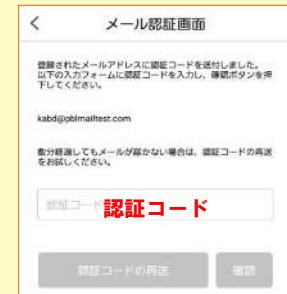 メール認証画面
登録されたメールアドレスに認証コードを送付しました。
以下の入力フォームに認証コードを入力し、確認ボタンを押
下してください。
kabd@pblmailtest.com
数分経過してもメールが届かない場合は、認証コードの再送
をお試しください。
認証コード
認証コード
認証コードの再送
確認